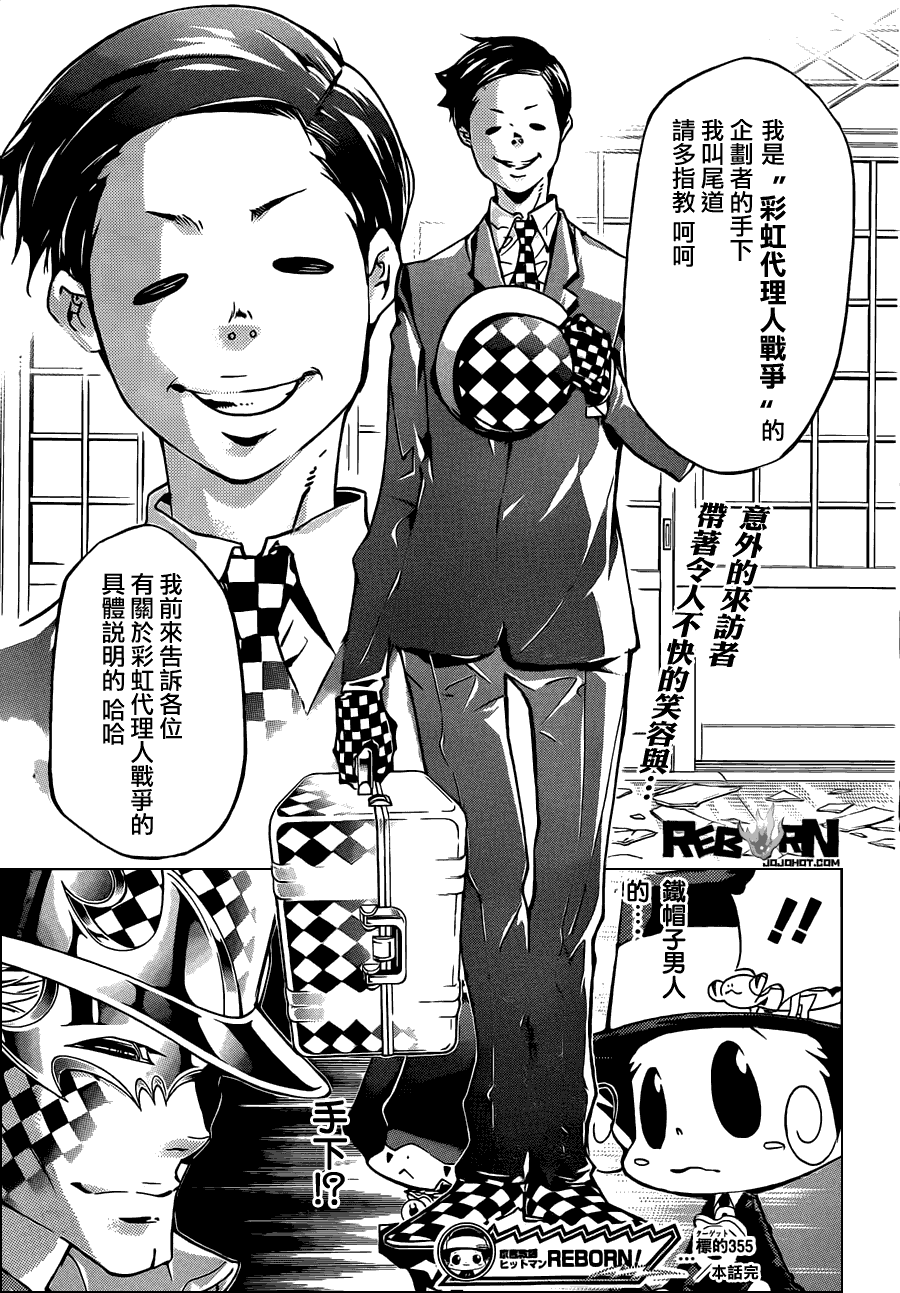 我是〝彩虹代理人戰爭〞的
企劃者的手下
我叫尾道
請多指教 呵呵
我前來告訴各位
有關於彩虹代理人戰爭的
具體説明的 哈哈
意外的來訪者
帶著令人不快的笑容與…
REBORN
JOJOHOT.COM
!!
鐵帽子男人
的……
手下!?
ヒットマン REBORN!
ターゲット
標的355
…／本話完